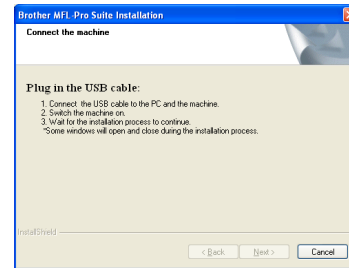 Brother MFL-Pro Suite Installation
Connect the machine
Plug in the USB cable:
1. Connect the USB cable to the PC and the machine.
2. Switch the machine on.
3. Wait for the installation process to continue.
*Some windows will open and close during the installation process.
InstallShield
< Back
Next >
Cancel